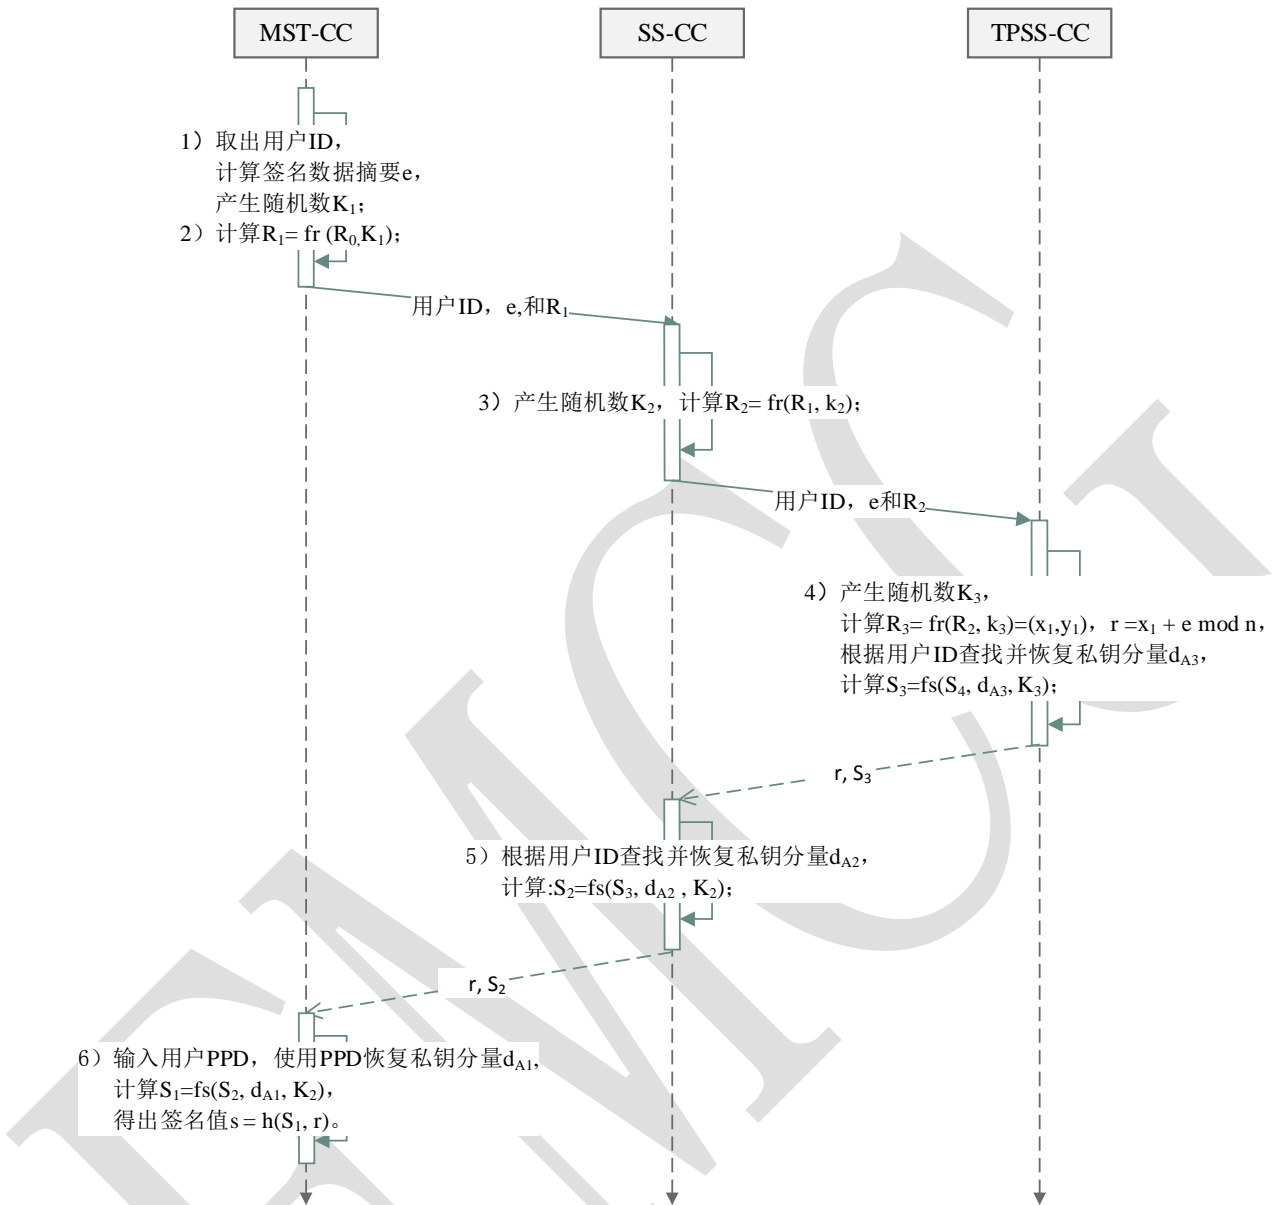 MST-CC
SS-CC
TPSS-CC
1）取出用户ID，
计算签名数据摘要e，
产生随机数K₁；
2）计算R₁= fr (R₀,K₁)；
用户ID，e,和R₁
3）产生随机数K₂，计算R₂= fr(R₁, k₂)；
用户ID，e和R₂
4）产生随机数K₃，
计算R₃= fr(R₂, k₃)=(x₁,y₁)，r =x₁ + e mod n，
根据用户ID查找并恢复私钥分量dA3，
计算S₃=fs(S₄, dA3, K₃)；
r, S₃
5）根据用户ID查找并恢复私钥分量dA2，
计算:S₂=fs(S₃, dA2 , K₂)；
r, S₂
6）输入用户PPD，使用PPD恢复私钥分量dA1,
计算S₁=fs(S₂, dA1, K₂)，
得出签名值s = h(S₁, r)。